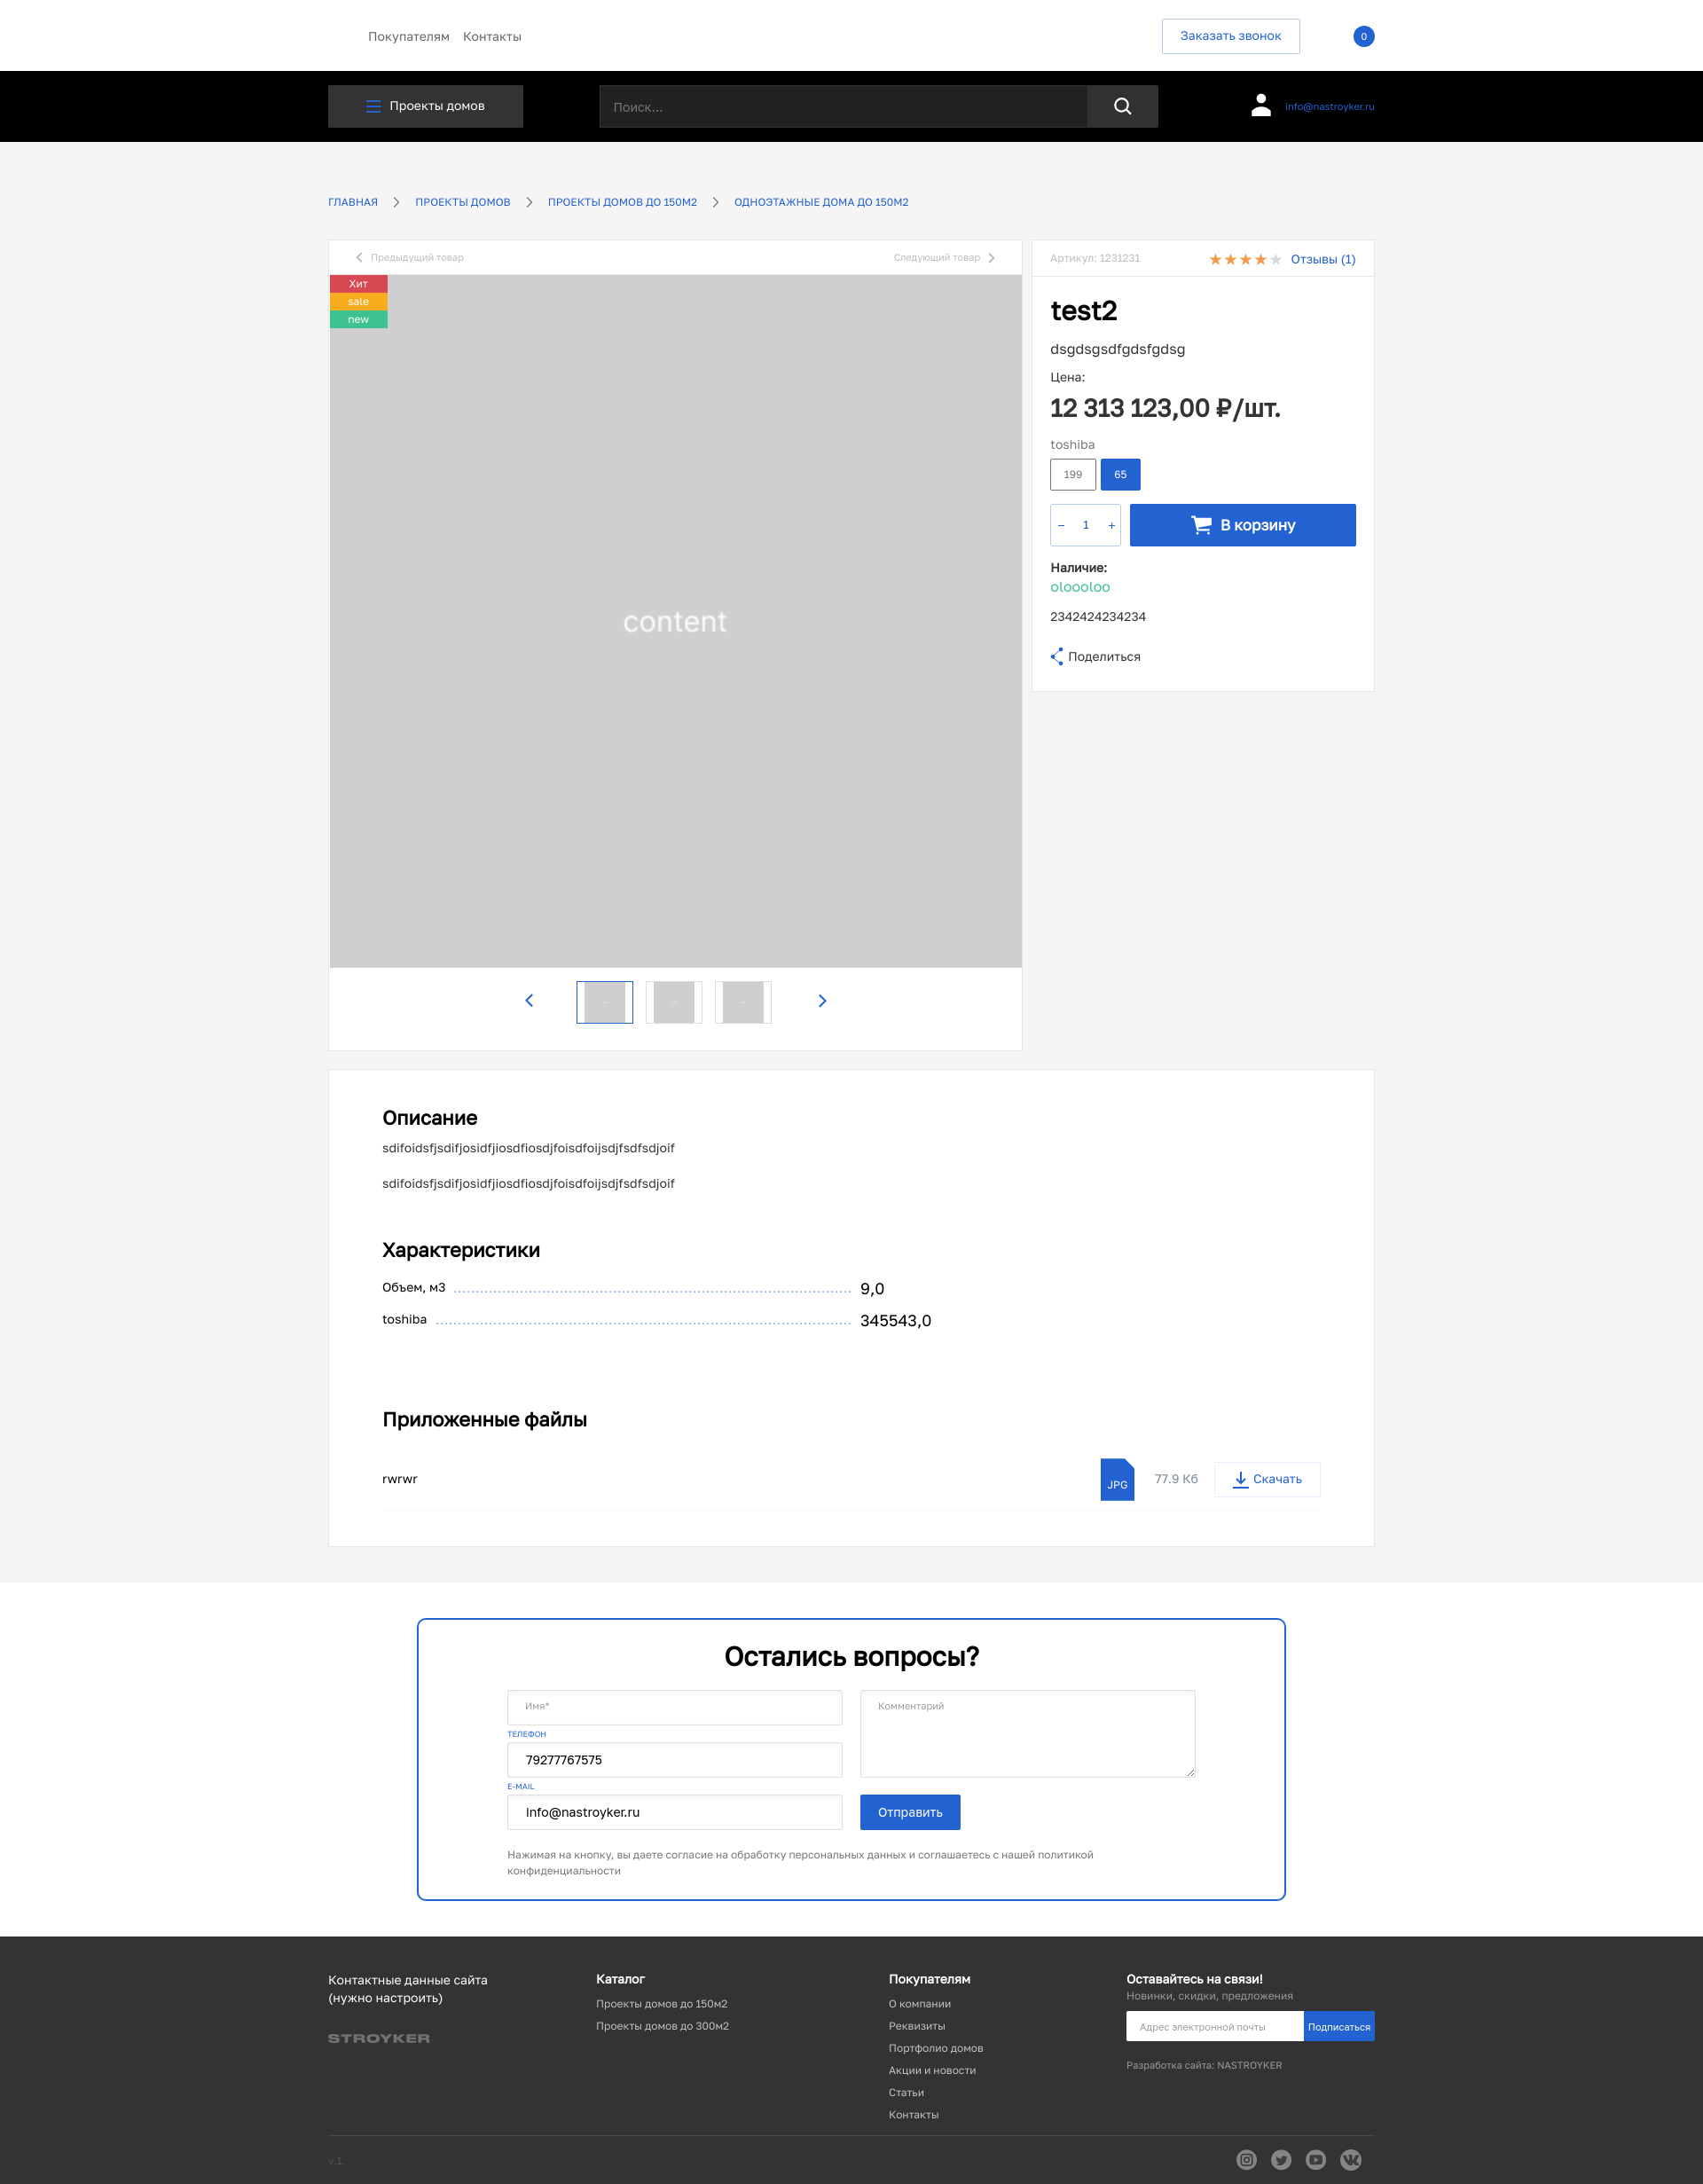 Покупателям Контакты
Заказать звонок
0
Проекты домов
Поиск...
info@nastroyker.ru
ГЛАВНАЯ
ПРОЕКТЫ ДОМОВ
ПРОЕКТЫ ДОМОВ ДО 150М2
ОДНОЭТАЖНЫЕ ДОМА ДО 150М2
Предыдущий товар
Следующий товар
Хит
sale
new
content
Артикул: 1231231
Отзывы (1)
test2
dsgdsgsdfgdsfgdsg
Цена:
12 313 123,00 ₽/шт.
toshiba
199
65
− 1 +
В корзину
Наличие:
oloooloo
2342424234234
Поделиться
Описание
sdifoidsfjsdifjosidfjiosdfiosdjfoisdfoijsdjfsdfsdjoif
sdifoidsfjsdifjosidfjiosdfiosdjfoisdfoijsdjfsdfsdjoif
Характеристики
Объем, м3 9,0
toshiba 345543,0
Приложенные файлы
rwrwr
JPG
77.9 Кб
Скачать
Остались вопросы?
Имя*
ТЕЛЕФОН
79277767575
E-MAIL
info@nastroyker.ru
Комментарий
Отправить
Нажимая на кнопку, вы даете согласие на обработку персональных данных и соглашаетесь с нашей политикой
конфиденциальности
Контактные данные сайта
(нужно настроить)
STROYKER
Каталог
Проекты домов до 150м2
Проекты домов до 300м2
Покупателям
О компании
Реквизиты
Портфолио домов
Акции и новости
Статьи
Контакты
Оставайтесь на связи!
Новинки, скидки, предложения
Адрес электронной почты
Подписаться
Разработка сайта: NASTROYKER
v.1.